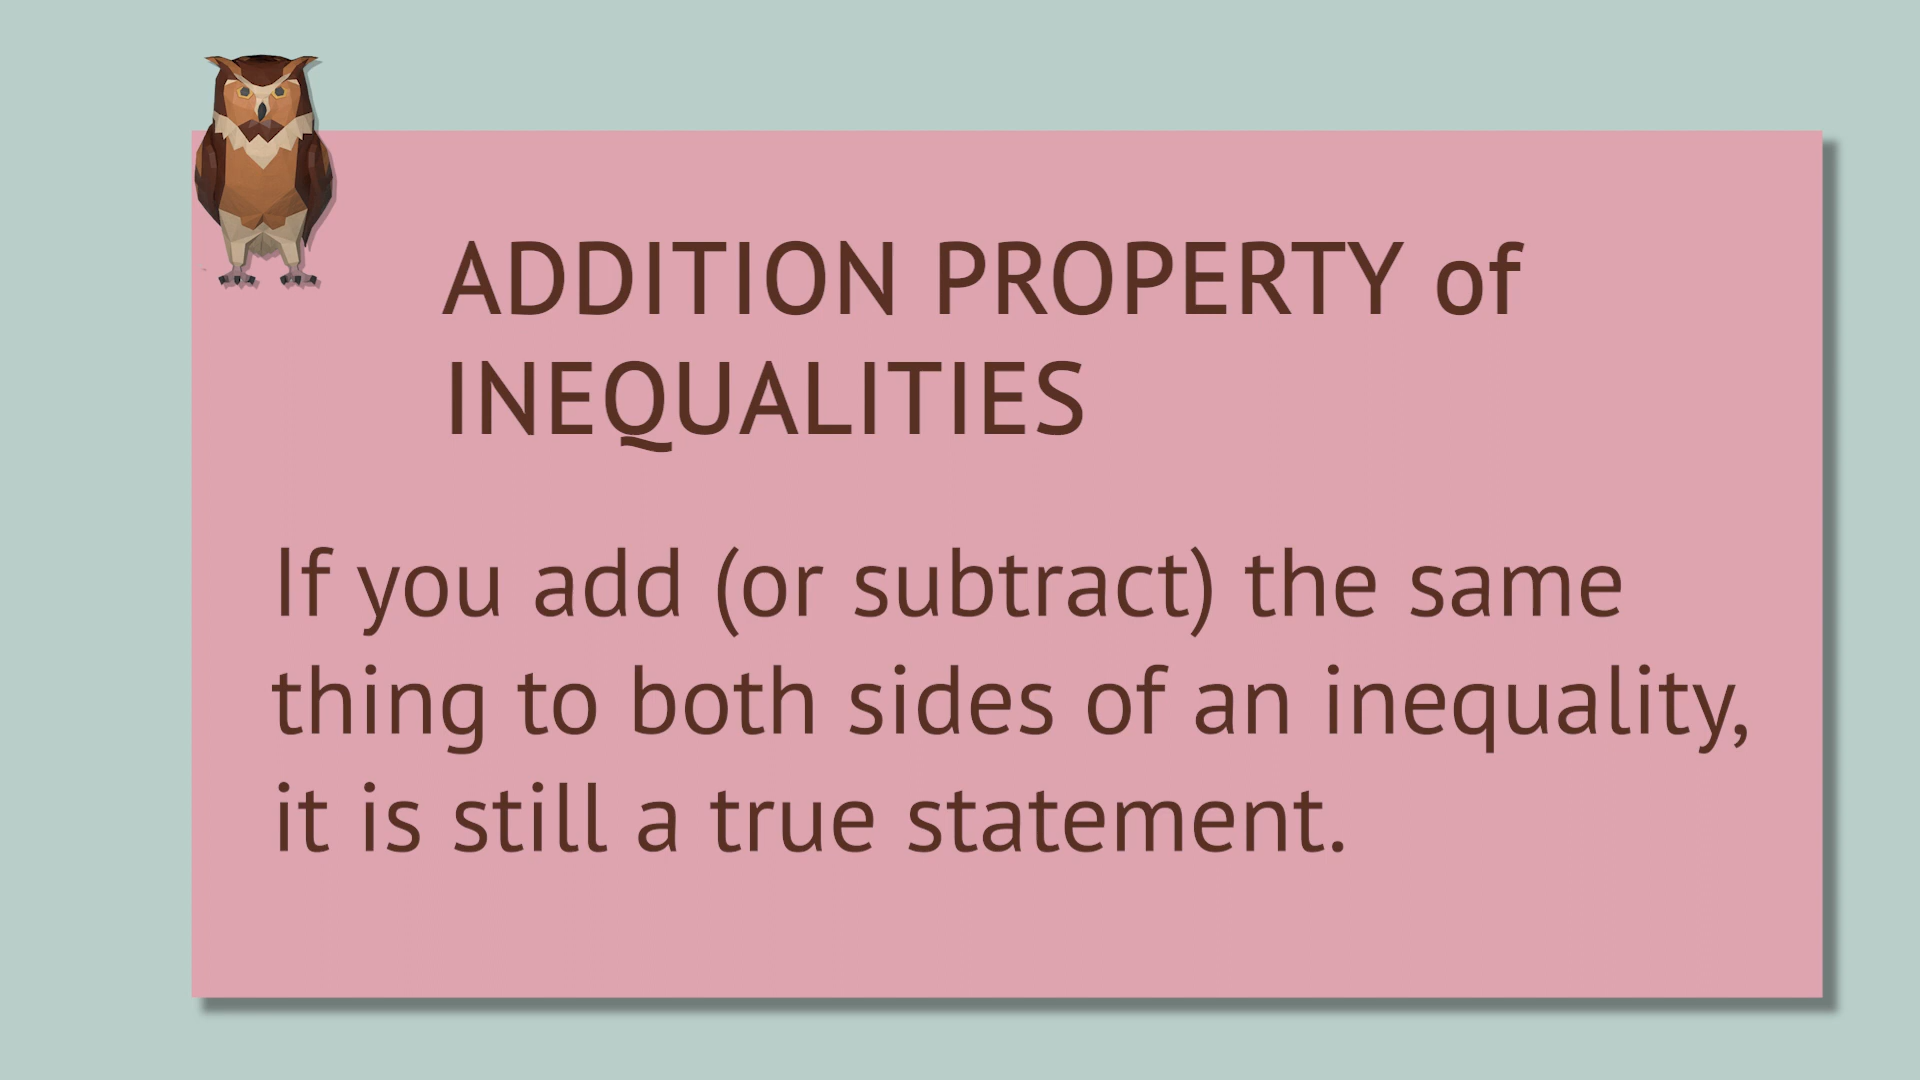 ADDITION PROPERTY of
INEQUALITIES
If you add (or subtract) the same
thing to both sides of an inequality,
it is still a true statement.